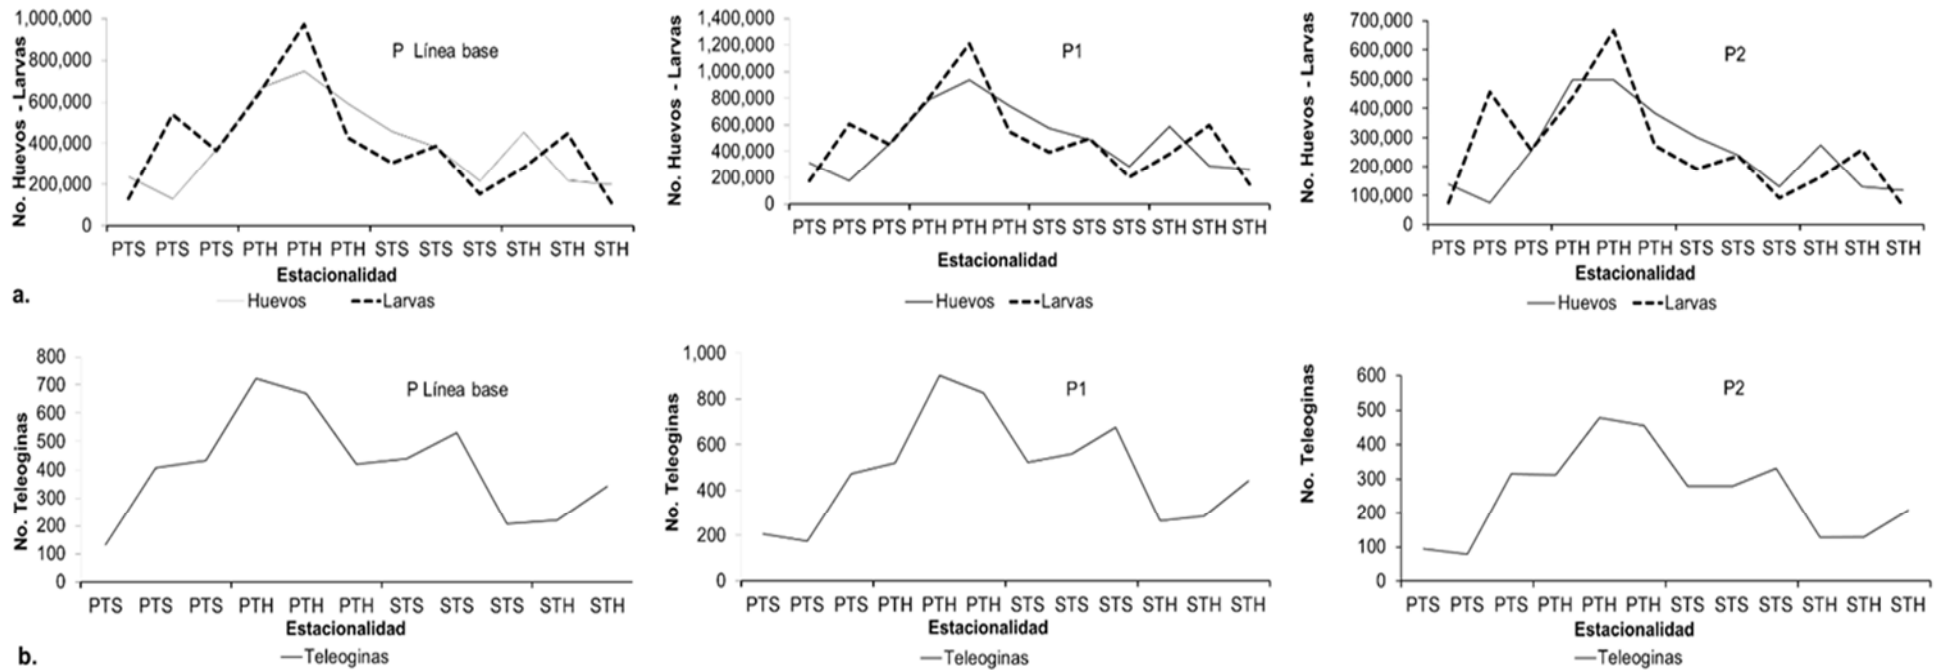 No. Huevos - Larvas
1,000,000
900,000
800,000
600,000
400,000
200,000
0
P Línea base
PTS PTS PTS PTH PTH PTH STS STS STS STH STH STH
Estacionalidad
Huevos Larvas
No. Huevos - Larvas
1,400,000
1,200,000
1,000,000
800,000
600,000
400,000
200,000
0
P1
PTS PTS PTS PTH PTH PTH STS STS STS STH STH STH
Estacionalidad
Huevos Larvas
No. Huevos - Larvas
700,000
600,000
500,000
400,000
300,000
200,000
100,000
0
P2
PTS PTS PTS PTH PTH PTH STS STS STS STH STH STH
Estacionalidad
Huevos Larvas
a.
No. Teleoginas
800
700
600
500
400
300
200
100
0
P Línea base
PTS PTS PTS PTH PTH PTH STS STS STS STH STH
Estacionalidad
Teleoginas
No. Teleoginas
1,000
800
600
400
200
0
P1
PTS PTS PTS PTH PTH PTH STS STS STS STH STH STH
Estacionalidad
Teleoginas
No. Teleoginas
600
500
400
300
200
100
0
P2
PTS PTS PTS PTH PTH PTH STS STS STS STH STH STH
Estacionalidad
Teleoginas
b.